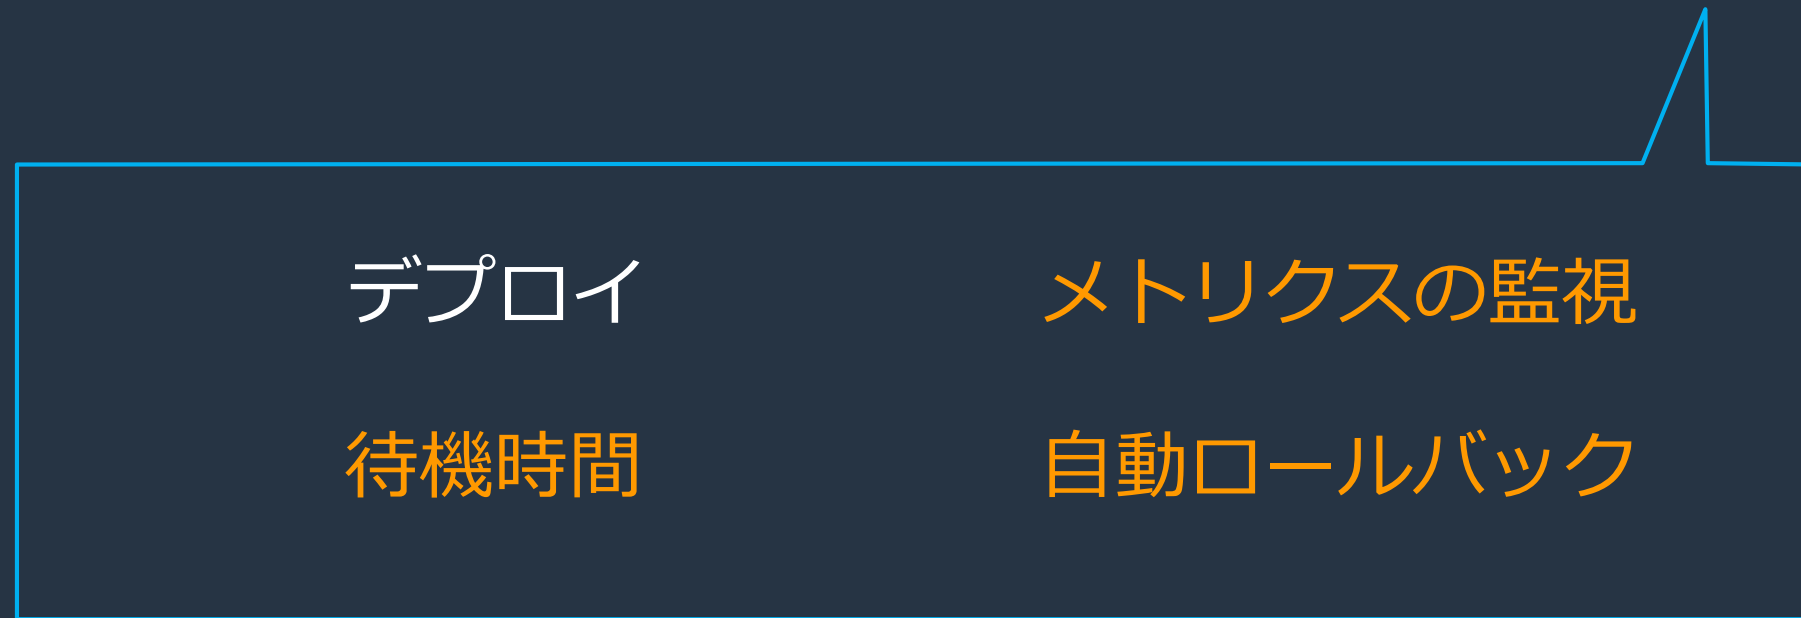 デプロイ
メトリクスの監視
待機時間
自動ロールバック